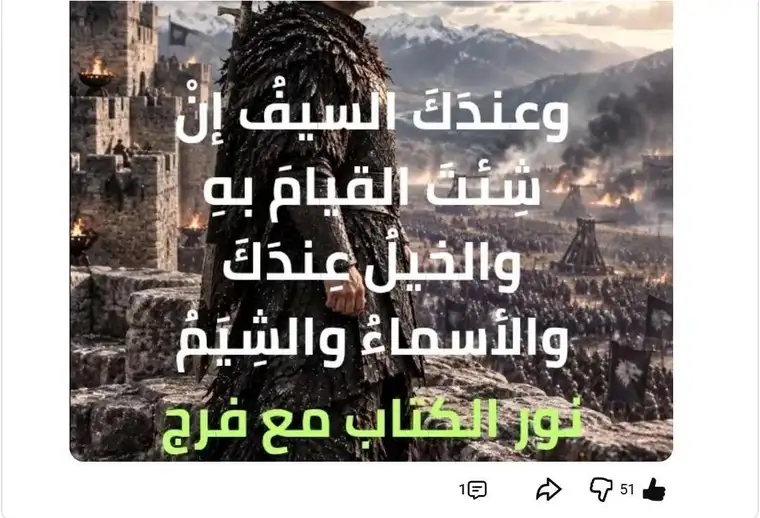 وعندَكَ السيفُ إنْ
شِئتَ القيامَ بهِ
والخيلُ عِندَكَ
والأسماءُ والشِيَمُ
نور الكتاب مع فرج
1
51